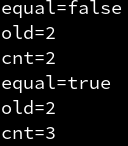 equal=false
old=2
cnt=2
equal=true
old=2
cnt=3